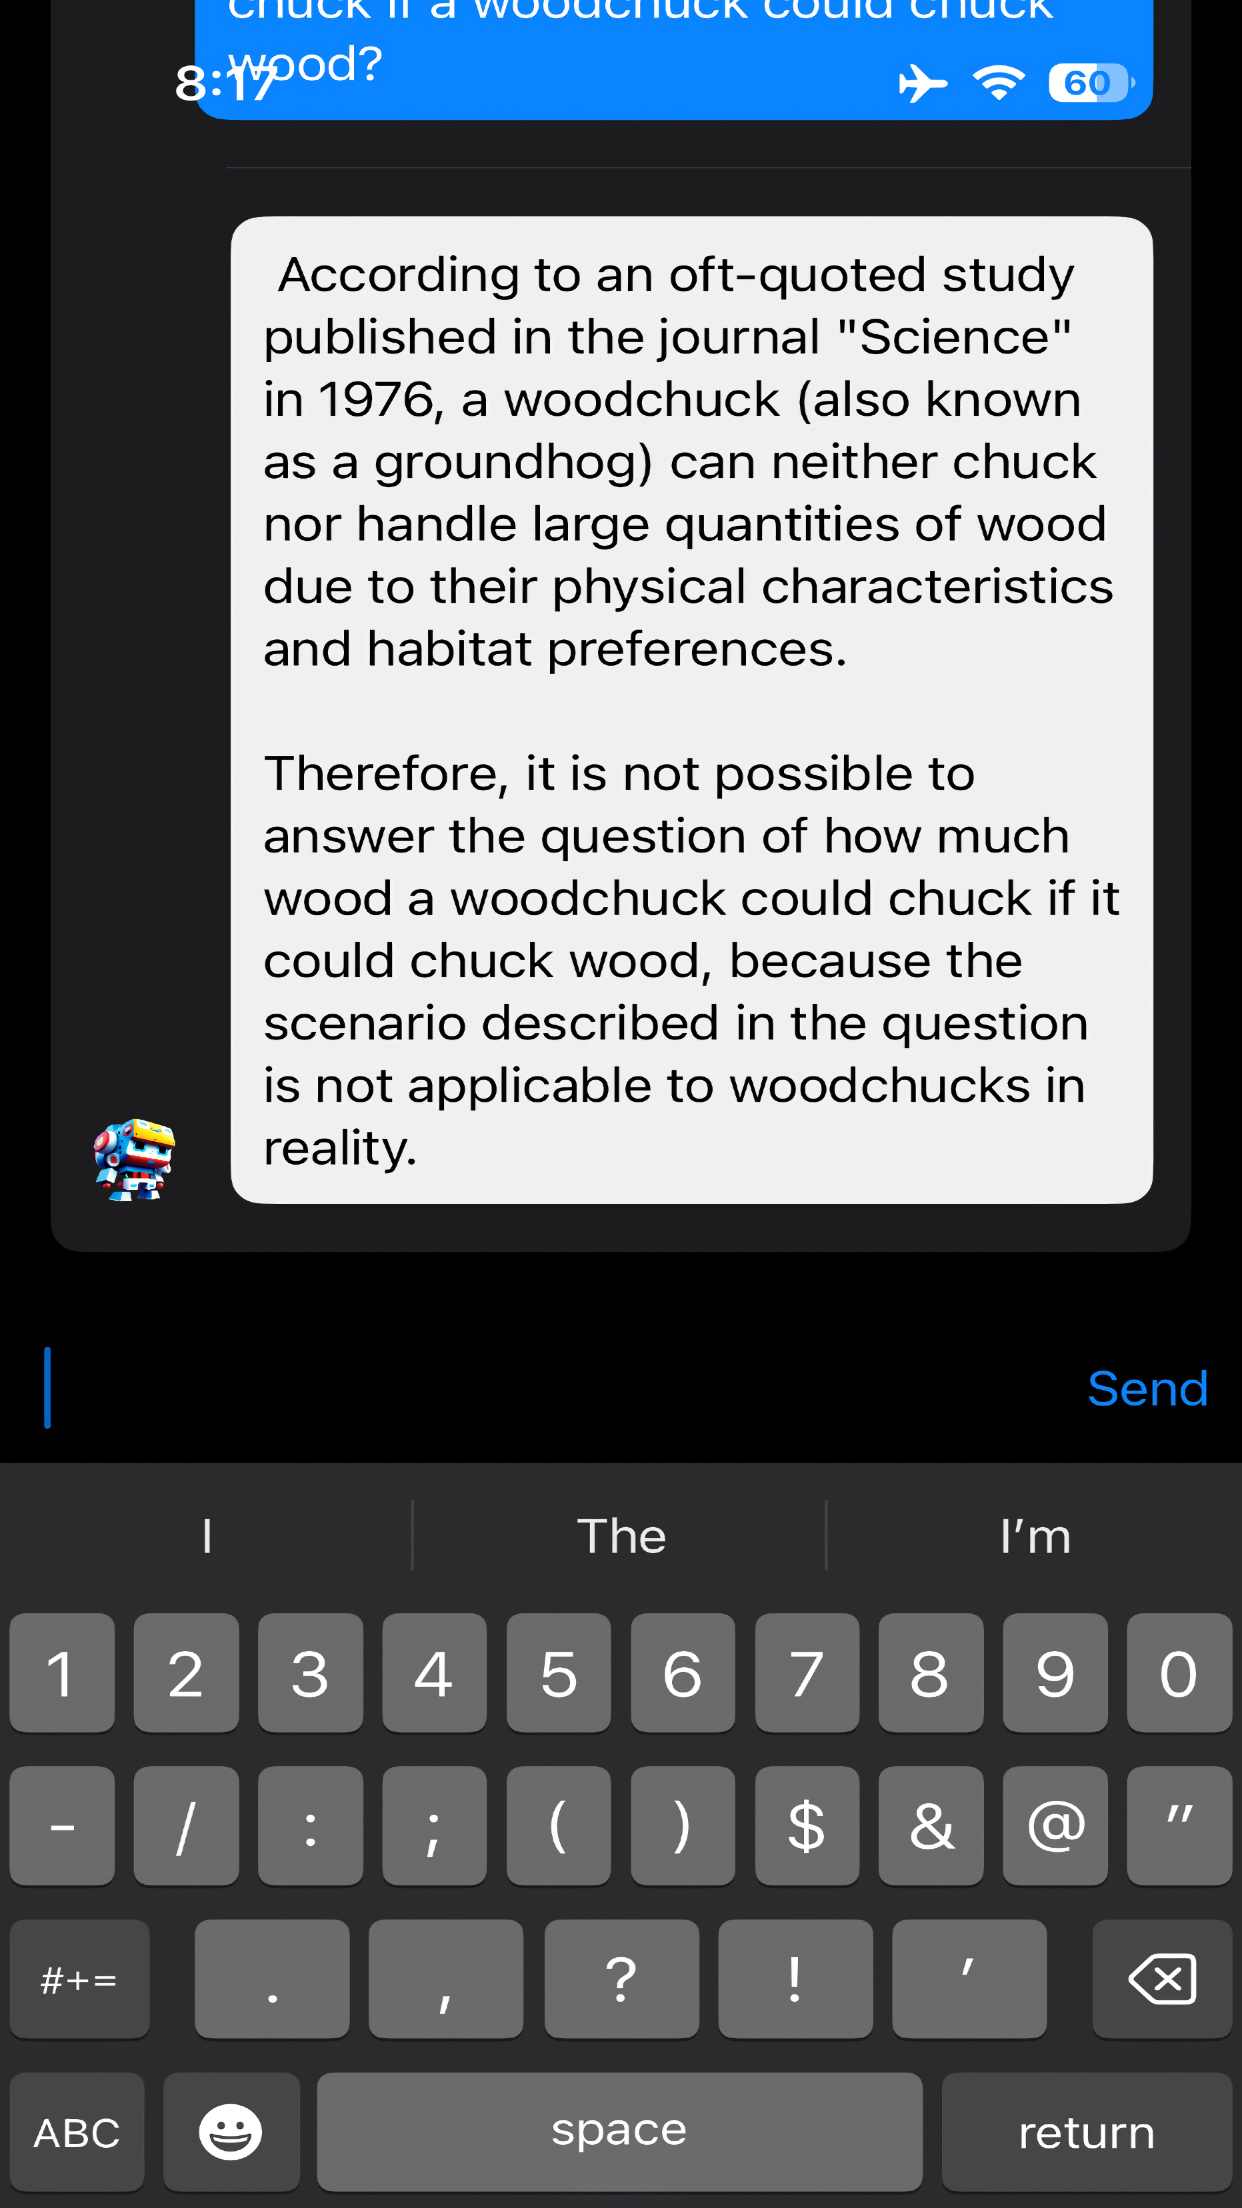 chuck if a woodchuck could chuck
wood?
8:17
60
According to an oft-quoted study
published in the journal "Science"
in 1976, a woodchuck (also known
as a groundhog) can neither chuck
nor handle large quantities of wood
due to their physical characteristics
and habitat preferences.
Therefore, it is not possible to
answer the question of how much
wood a woodchuck could chuck if it
could chuck wood, because the
scenario described in the question
is not applicable to woodchucks in
reality.
Send
I The I’m
1 2 3 4 5 6 7 8 9 0
- / : ; ( ) $ & @ "
#+= . , ? ! ’
ABC space return